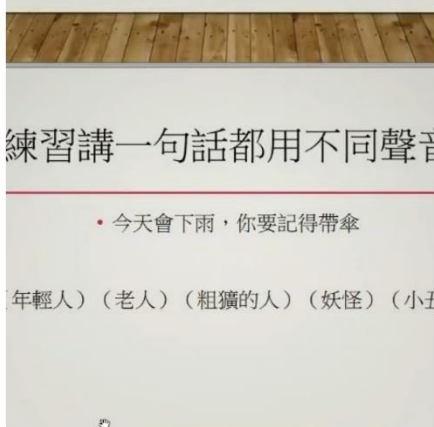 練習講一句話都用不同聲音
• 今天會下雨，你要記得帶傘
（年輕人）（老人）（粗獷的人）（妖怪）（小丑